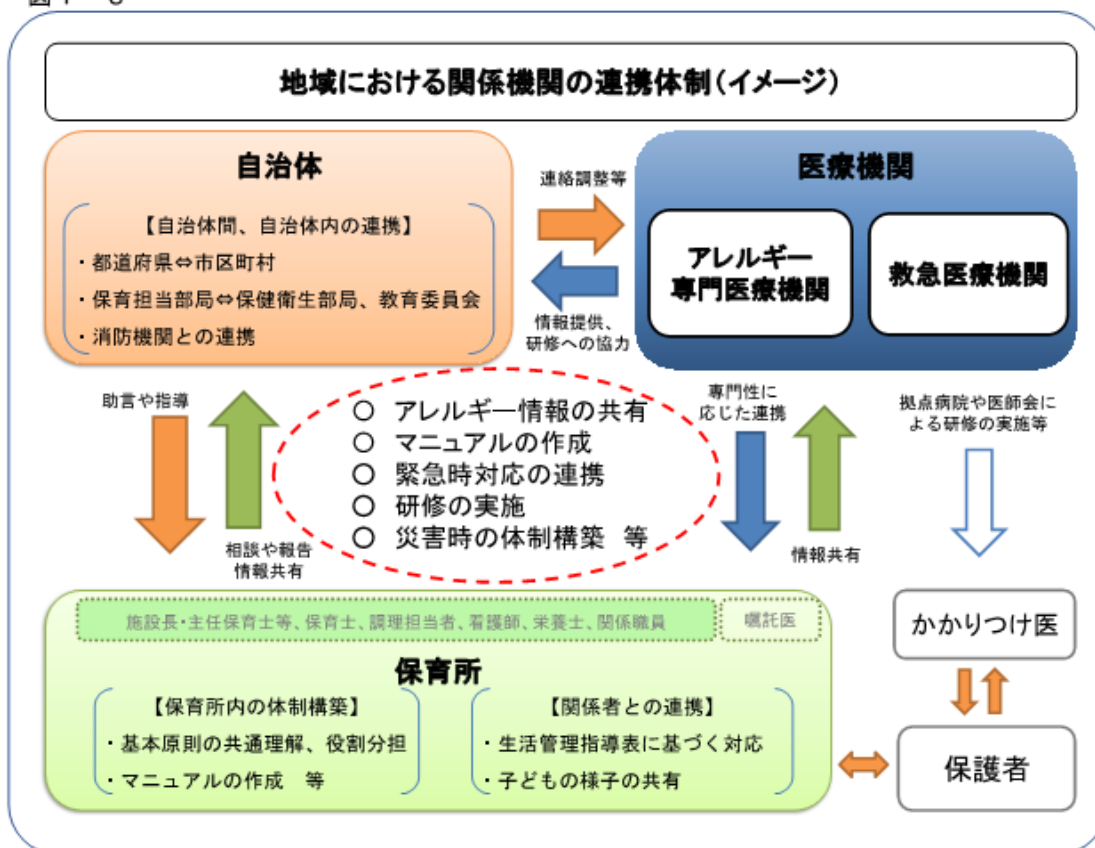 地域における関係機関の連携体制(イメージ)
自治体
【自治体間、自治体内の連携】
・都道府県⇔市区町村
・保育担当部局⇔保健衛生部局、教育委員会
・消防機関との連携
連絡調整等
情報提供、
研修への協力
医療機関
アレルギー
専門医療機関
救急医療機関
助言や指導
相談や報告
情報共有
○ アレルギー情報の共有
○ マニュアルの作成
○ 緊急時対応の連携
○ 研修の実施
○ 災害時の体制構築 等
専門性に
応じた連携
情報共有
拠点病院や医師会に
よる研修の実施等
施設長・主任保育士等、保育士、調理担当者、看護師、栄養士、関係職員
嘱託医
保育所
【保育所内の体制構築】
・基本原則の共通理解、役割分担
・マニュアルの作成 等
【関係者との連携】
・生活管理指導表に基づく対応
・子どもの様子の共有
かかりつけ医
保護者